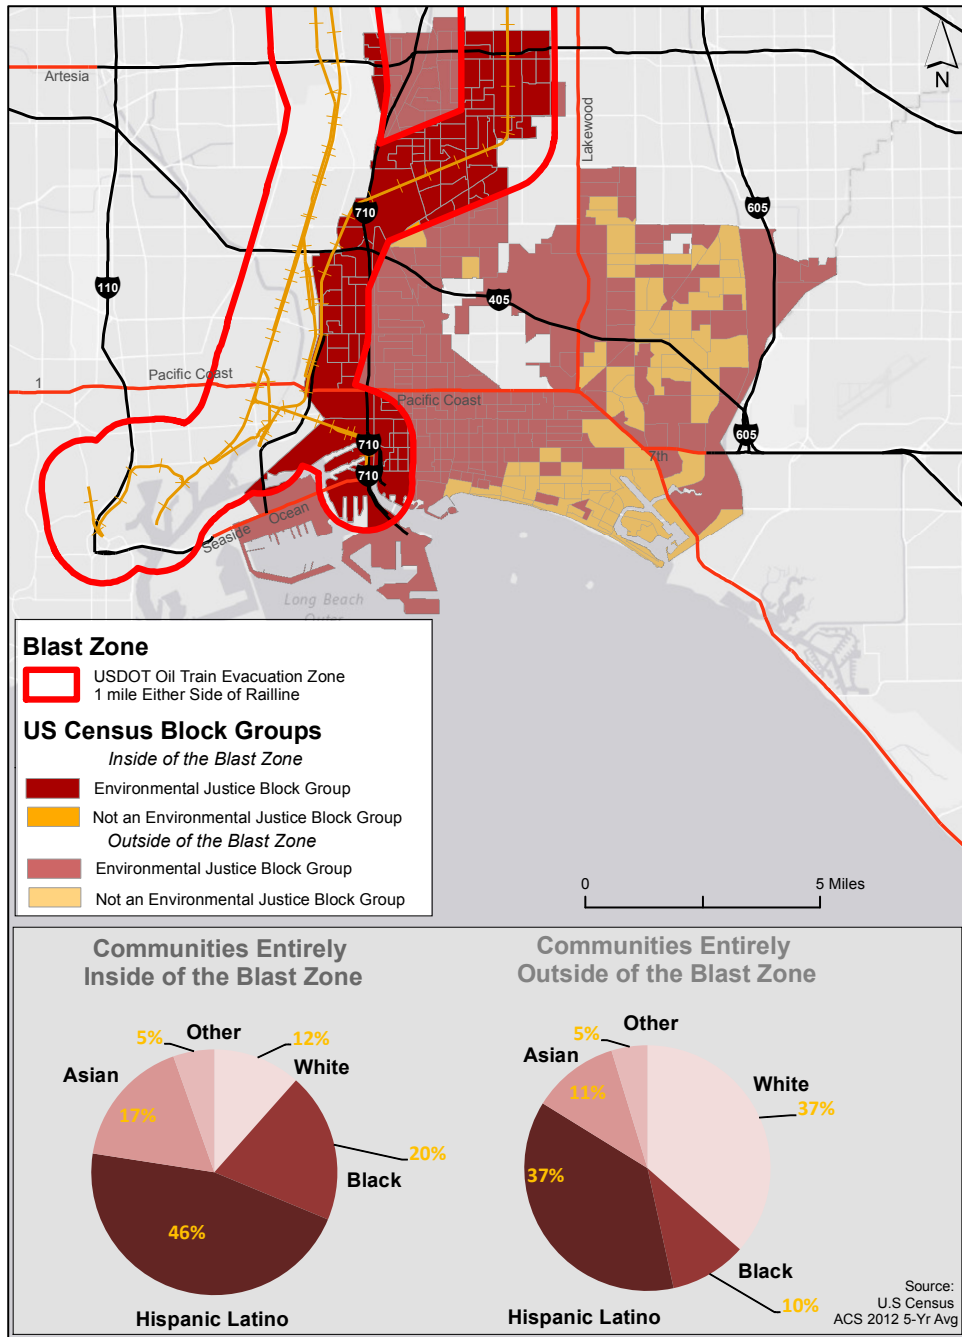 N
Artesia
Lakewood
710
605
110
405
1
Pacific Coast
Pacific Coast
710
605
7th
710
Seaside
Ocean
Long Beach
Outer
Blast Zone
USDOT Oil Train Evacuation Zone
1 mile Either Side of Railline
US Census Block Groups
Inside of the Blast Zone
Environmental Justice Block Group
Not an Environmental Justice Block Group
Outside of the Blast Zone
Environmental Justice Block Group
Not an Environmental Justice Block Group
0
5 Miles
Communities Entirely
Inside of the Blast Zone
5%
Other
12%
White
Asian
17%
20%
Black
46%
Hispanic Latino
Communities Entirely
Outside of the Blast Zone
5%
Other
Asian
11%
White
37%
37%
Black
10%
Hispanic Latino
Source:
U.S Census
ACS 2012 5-Yr Avg